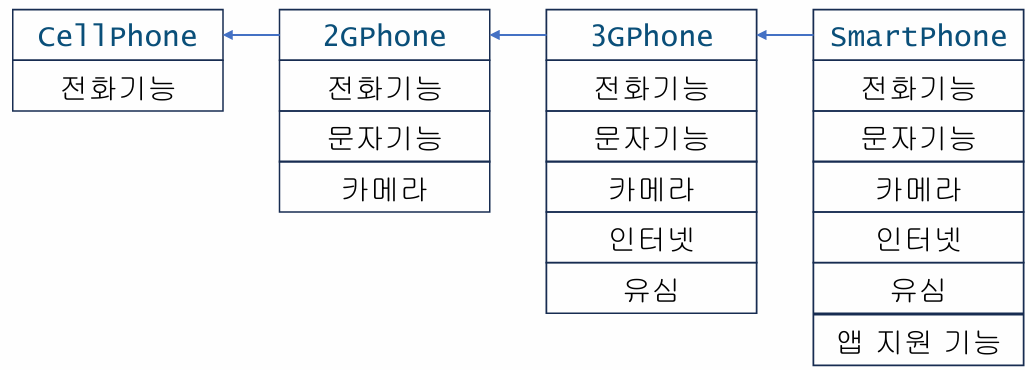 CellPhone
전화기능
2GPhone
전화기능
문자기능
카메라
3GPhone
전화기능
문자기능
카메라
인터넷
유심
SmartPhone
전화기능
문자기능
카메라
인터넷
유심
앱 지원 기능